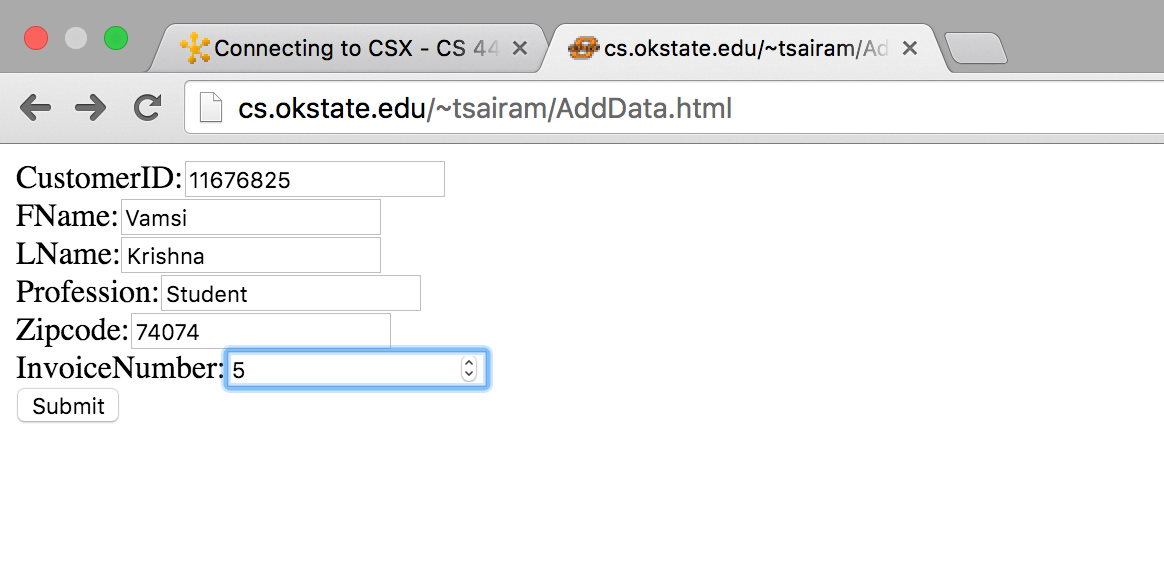 Connecting to CSX - CS 44
cs.okstate.edu/~tsairam/Ad
cs.okstate.edu/~tsairam/AddData.html
CustomerID: 11676825
FName: Vamsi
LName: Krishna
Profession: Student
Zipcode: 74074
InvoiceNumber: 5
Submit